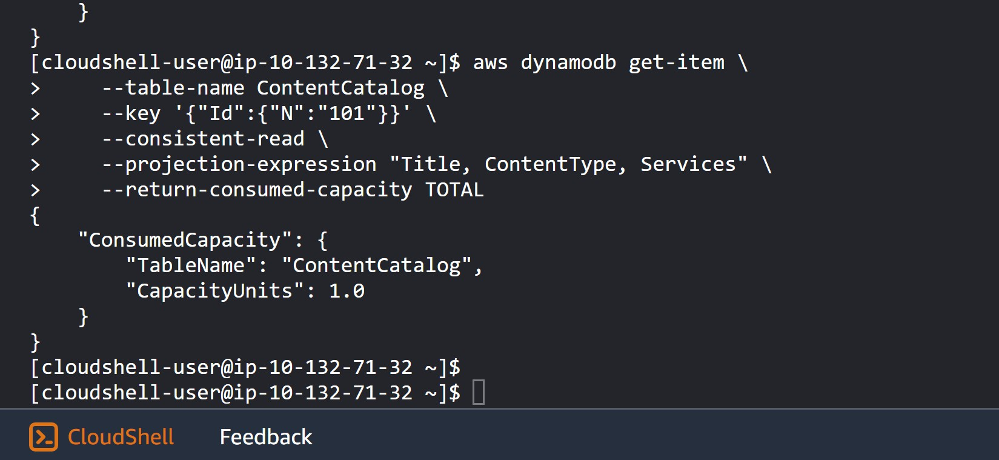 }
}
[cloudshell-user@ip-10-132-71-32 ~]$ aws dynamodb get-item \
>     --table-name ContentCatalog \
>     --key '{"Id":{"N":"101"}}' \
>     --consistent-read \
>     --projection-expression "Title, ContentType, Services" \
>     --return-consumed-capacity TOTAL
{
    "ConsumedCapacity": {
        "TableName": "ContentCatalog",
        "CapacityUnits": 1.0
    }
}
[cloudshell-user@ip-10-132-71-32 ~]$
[cloudshell-user@ip-10-132-71-32 ~]$
CloudShell Feedback